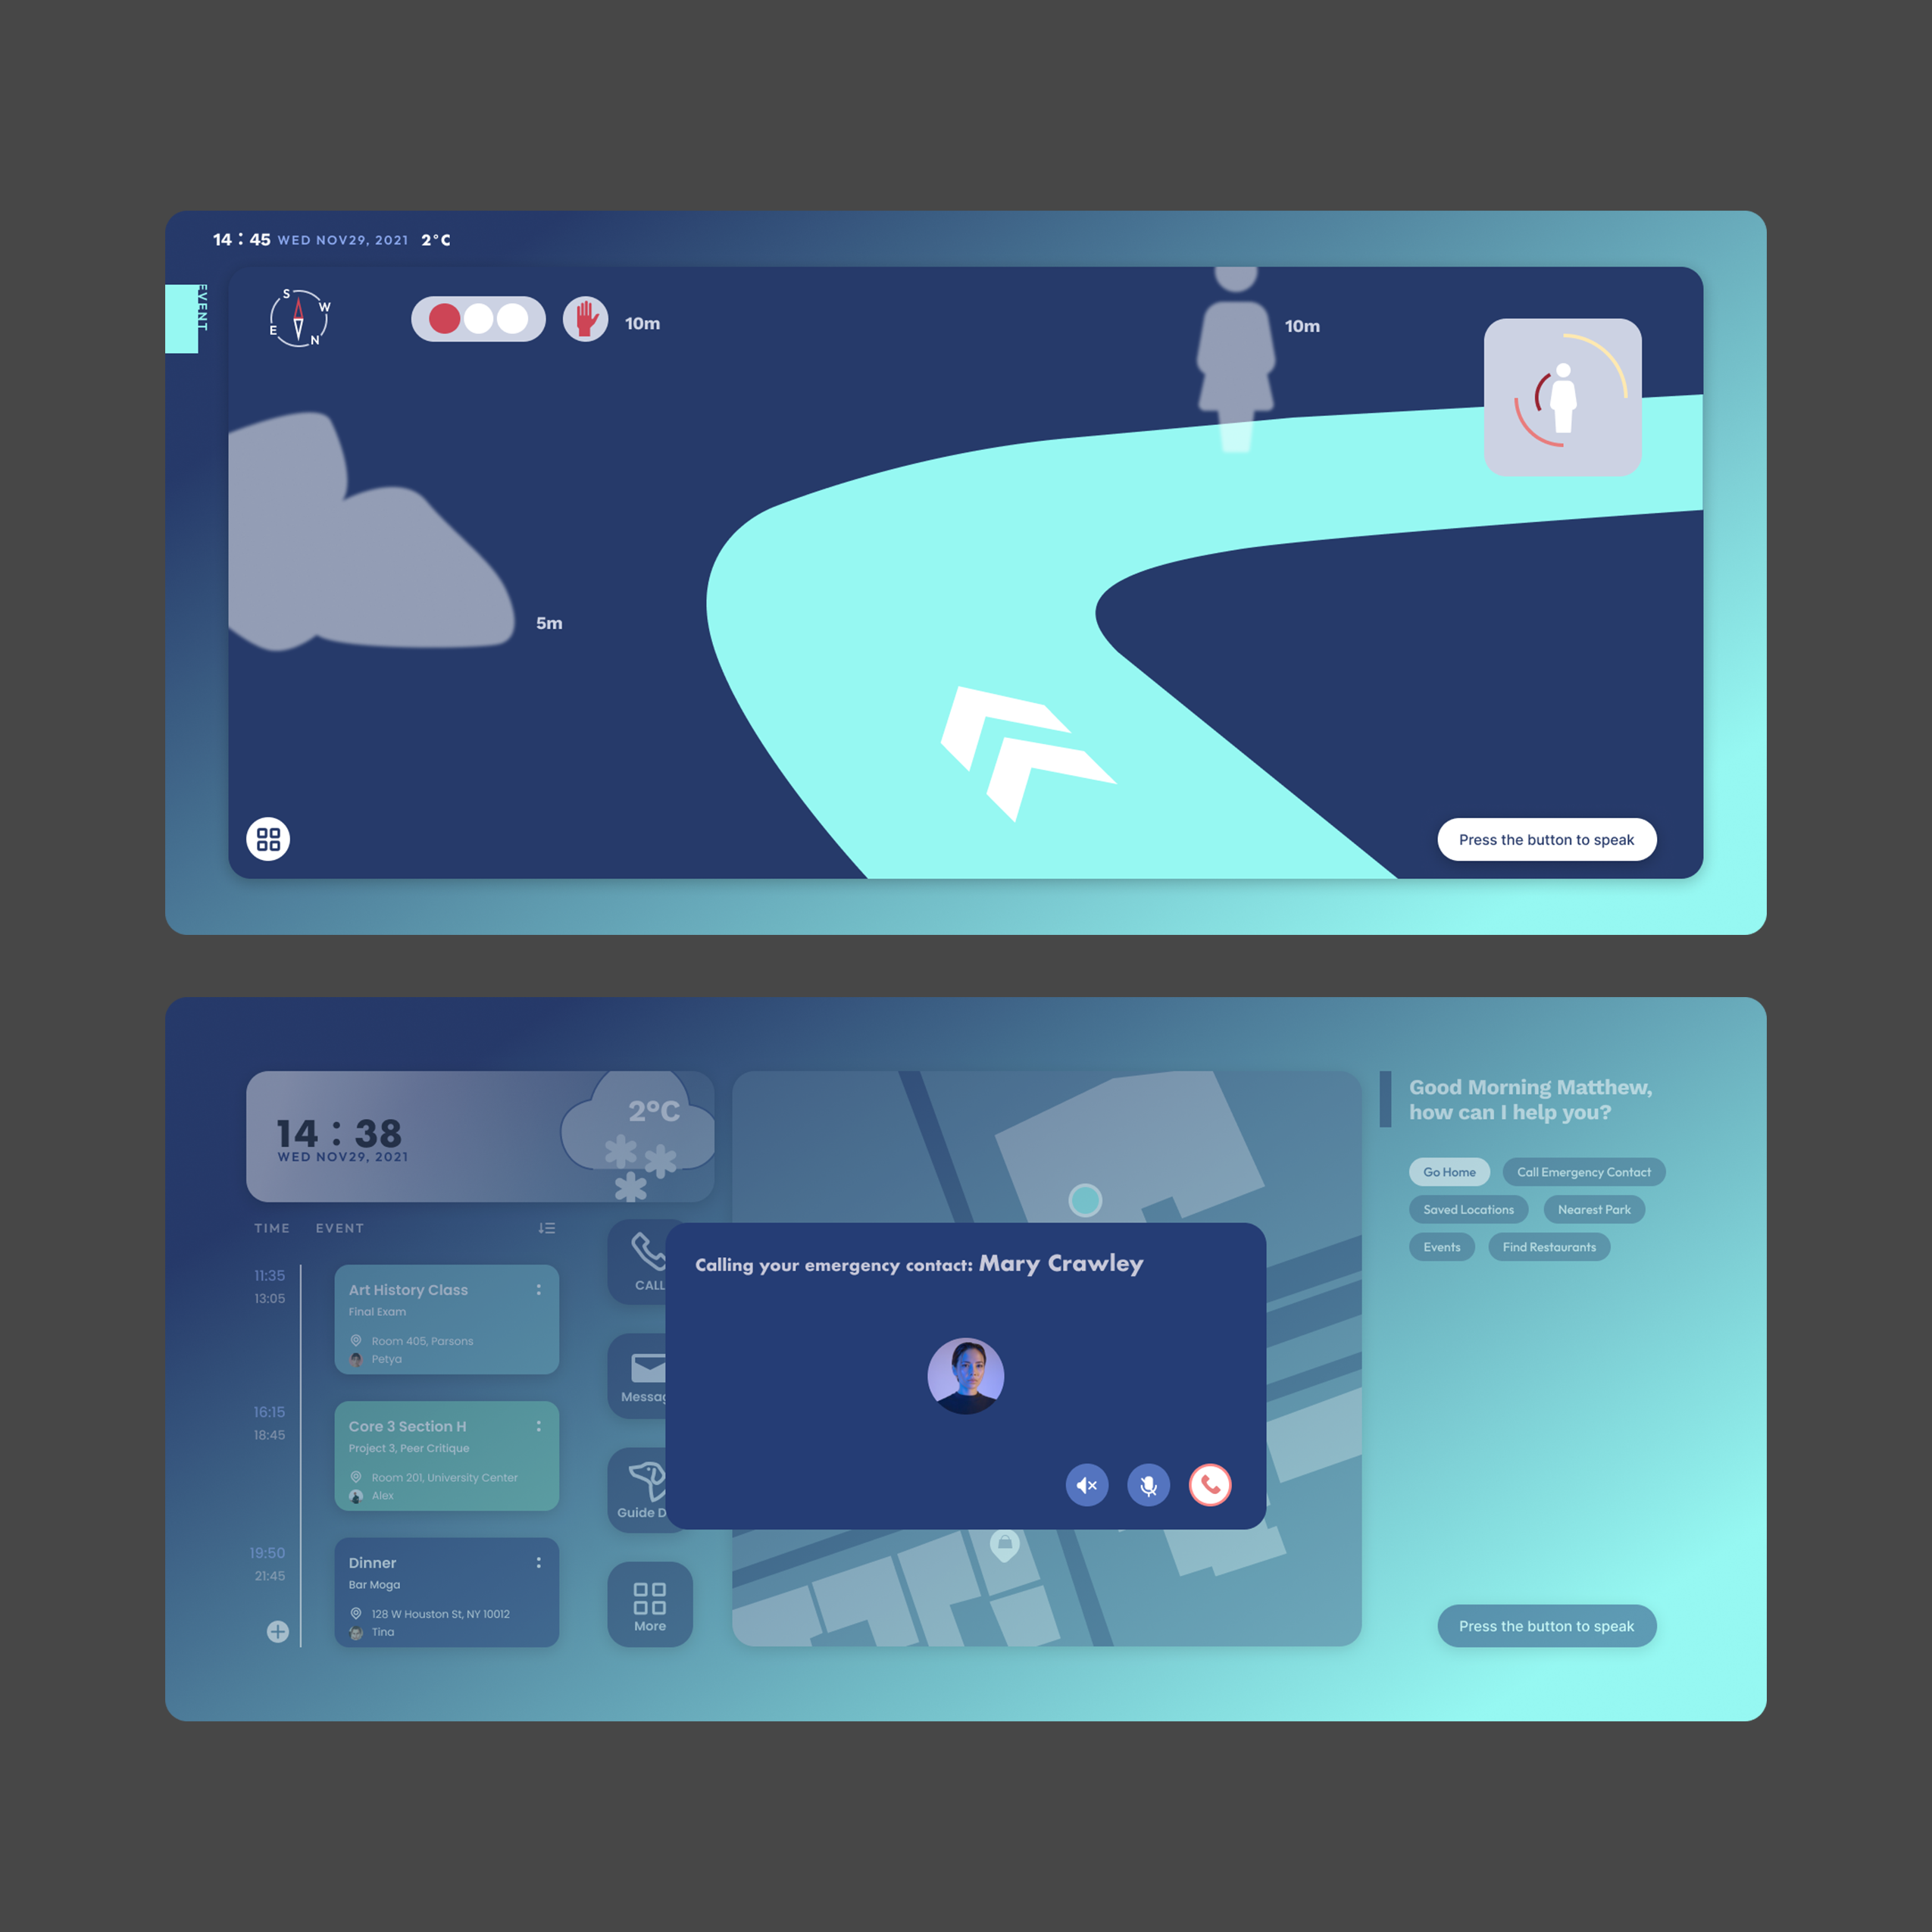 14 : 45 WED NOV29, 2021 2°C
EVENT
S
W
E
N
10m
10m
5m
Press the button to speak
14 : 38
WED NOV29, 2021
2°C
TIME EVENT
11:35
13:05
Art History Class
Final Exam
Room 405, Parsons
Petya
16:15
18:45
Core 3 Section H
Project 3, Peer Critique
Room 201, University Center
Alex
19:50
21:45
Dinner
Bar Moga
128 W Houston St, NY 10012
Tina
CALL
Messag
Guide D
More
Calling your emergency contact: Mary Crawley
Good Morning Matthew,
how can I help you?
Go Home Call Emergency Contact
Saved Locations Nearest Park
Events Find Restaurants
Press the button to speak